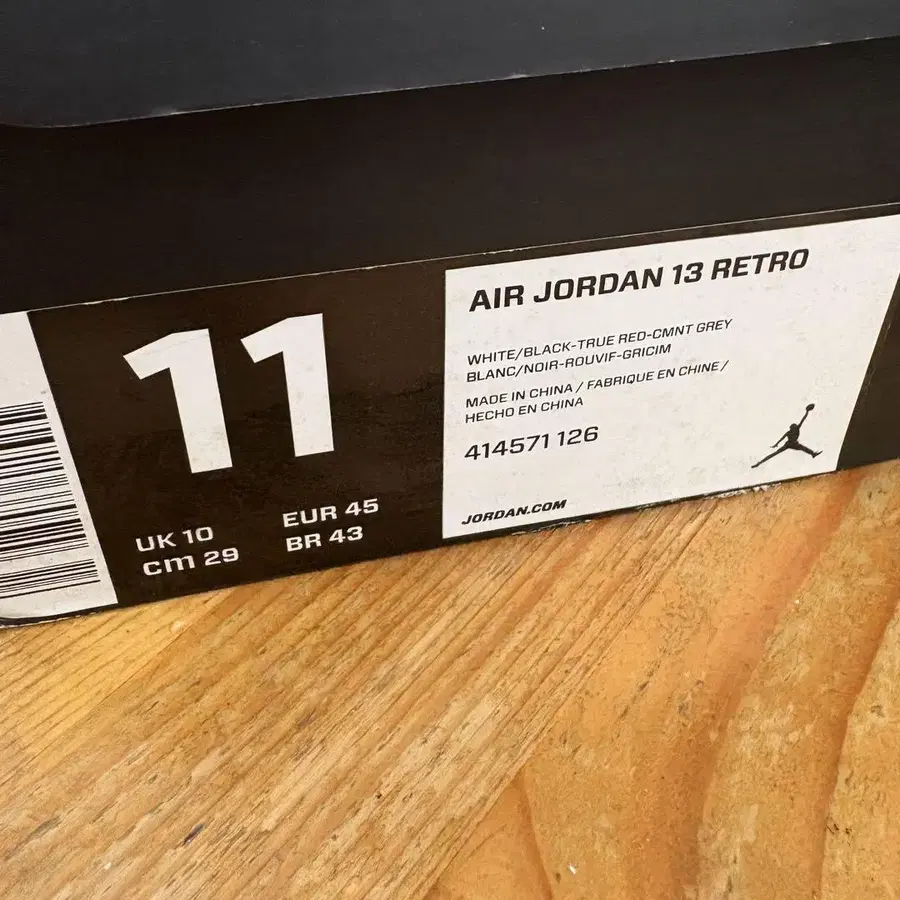 11
UK 10
EUR 45
cm 29
BR 43
AIR JORDAN 13 RETRO
WHITE/BLACK-TRUE RED-CMNT GREY
BLANC/NOIR-ROUVIF-GRICIM
MADE IN CHINA / FABRIQUE EN CHINE /
HECHO EN CHINA
414571 126
JORDAN.COM